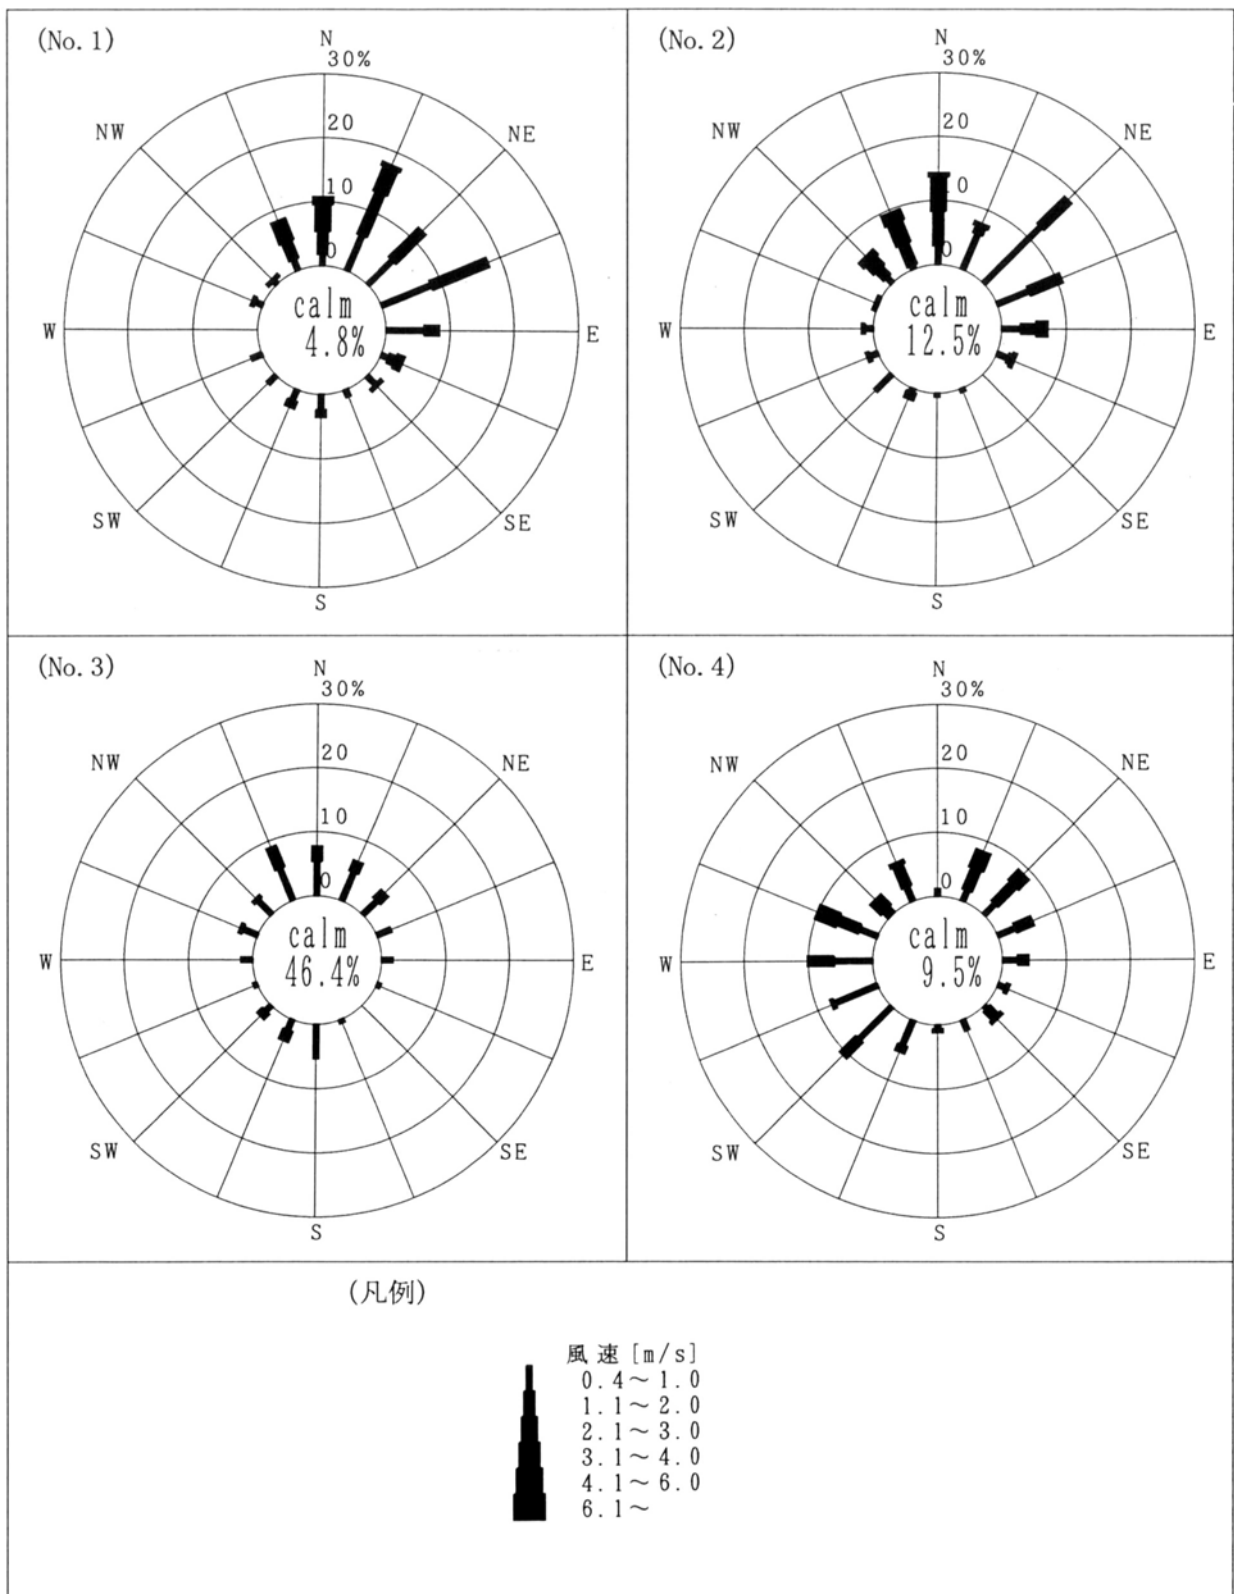 (No. 1)
N
30%
20
10
0
NW
NE
calm
4.8%
W
E
SW
SE
S
(No. 2)
N
30%
20
10
0
NW
NE
calm
12.5%
W
E
SW
SE
S
(No. 3)
N
30%
20
10
0
NW
NE
calm
46.4%
W
E
SW
SE
S
(No. 4)
N
30%
20
10
0
NW
NE
calm
9.5%
W
E
SW
SE
S
(凡例)
風速[m/s]
0.4～1.0
1.1～2.0
2.1～3.0
3.1～4.0
4.1～6.0
6.1～